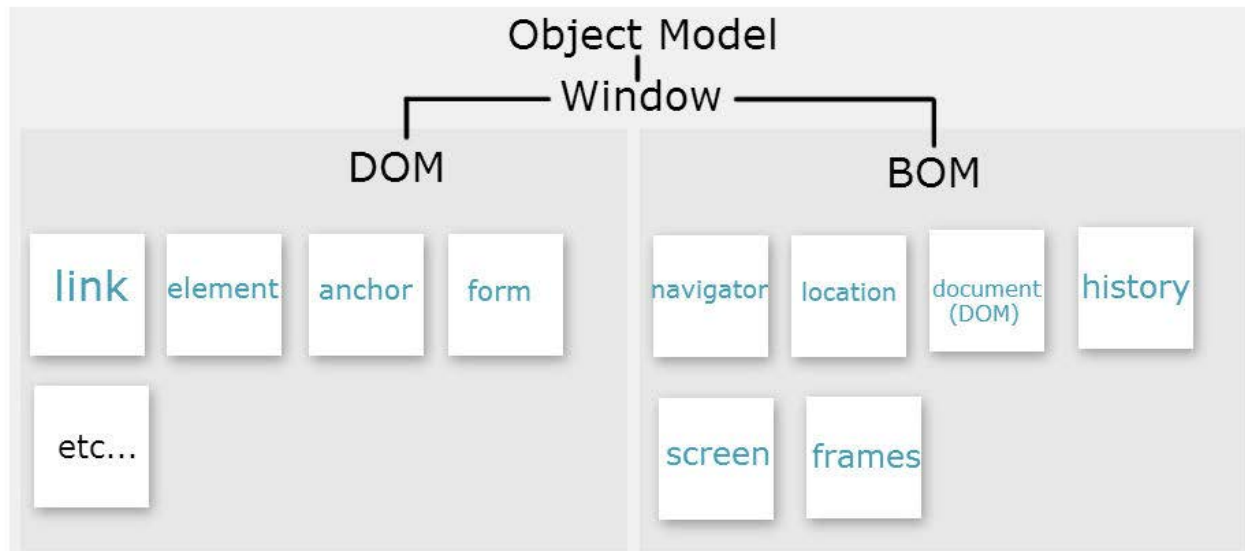 Object Model
Window
DOM
BOM
link
element
anchor
form
etc...
navigator
location
document
(DOM)
history
screen
frames